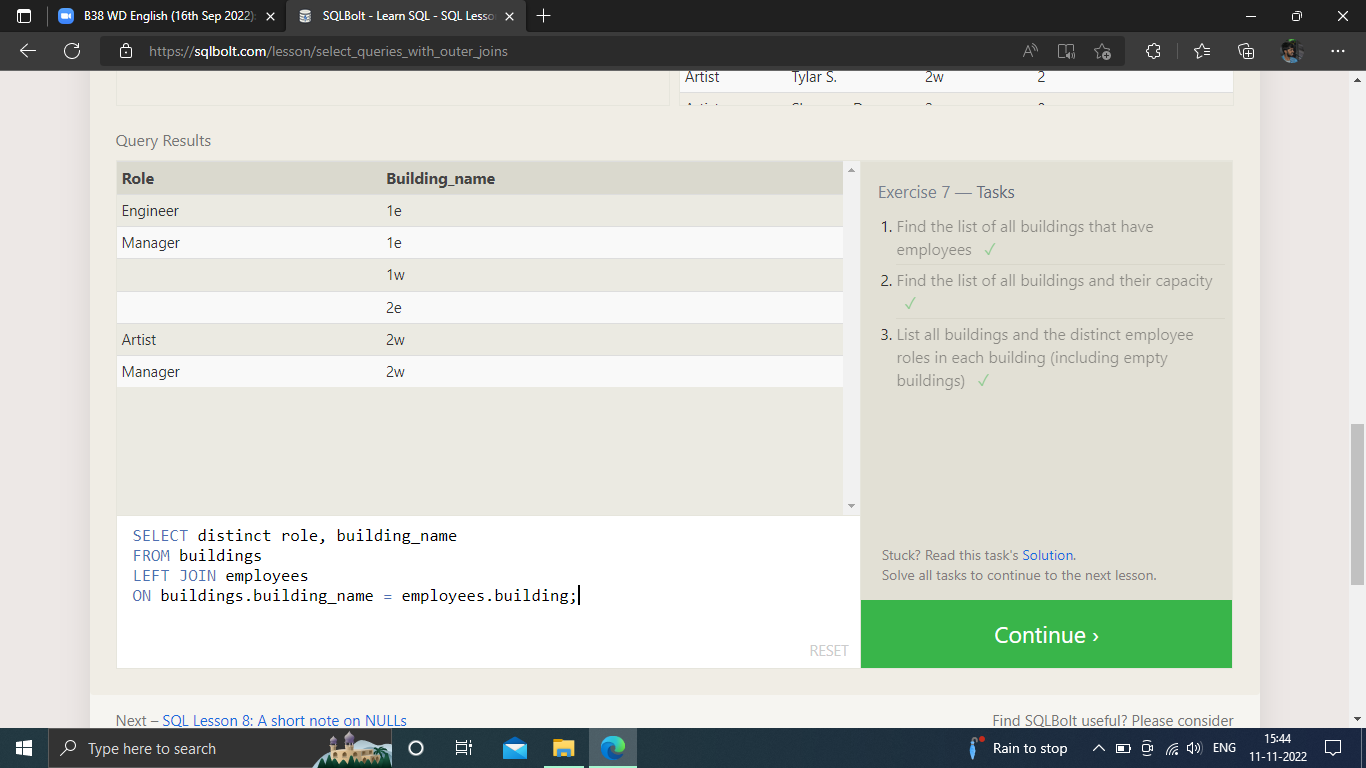 B38 WD English (16th Sep 2022):
SQLBolt - Learn SQL - SQL Lesso
https://sqlbolt.com/lesson/select_queries_with_outer_joins
Artist Tylar S. 2w 2
Query Results
Role Building_name
Engineer 1e
Manager 1e
1w
2e
Artist 2w
Manager 2w
Exercise 7 — Tasks
1. Find the list of all buildings that have
employees ✓
2. Find the list of all buildings and their capacity
✓
3. List all buildings and the distinct employee
roles in each building (including empty
buildings) ✓
Stuck? Read this task's Solution.
Solve all tasks to continue to the next lesson.
Continue ›
SELECT distinct role, building_name
FROM buildings
LEFT JOIN employees
ON buildings.building_name = employees.building;
RESET
Next – SQL Lesson 8: A short note on NULLs
Find SQLBolt useful? Please consider
Type here to search
Rain to stop
ENG
15:44
11-11-2022